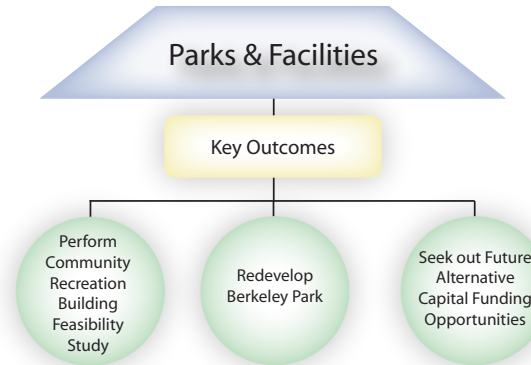 Parks & Facilities
Key Outcomes
Perform
Community
Recreation
Building
Feasibility
Study
Redevelop
Berkeley Park
Seek out Future
Alternative
Capital Funding
Opportunities